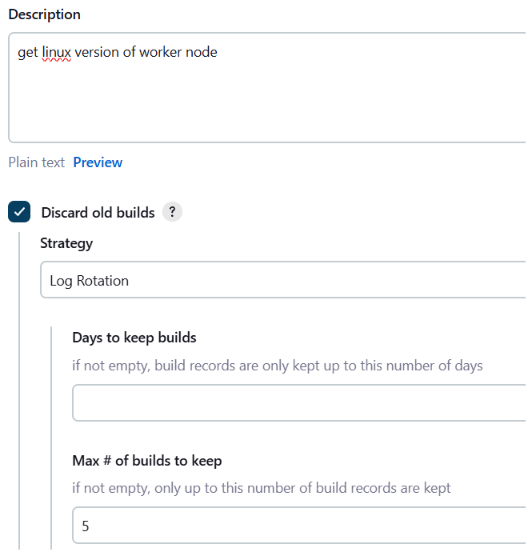 Description
get linux version of worker node
Plain text Preview
Discard old builds ?
Strategy
Log Rotation
Days to keep builds
if not empty, build records are only kept up to this number of days
Max # of builds to keep
if not empty, only up to this number of build records are kept
5